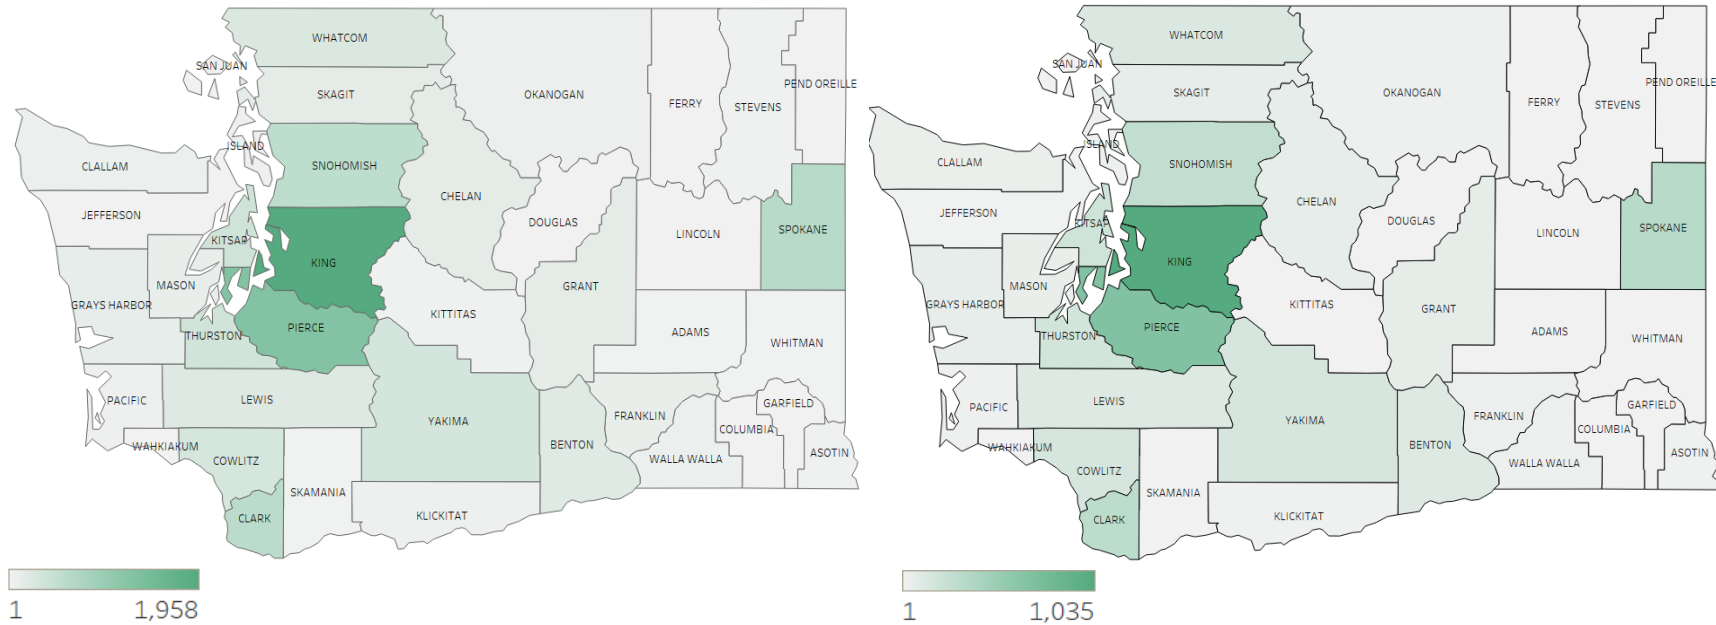 WHATCOM
SAN JUAN
SKAGIT
OKANOGAN
FERRY
STEVENS
PEND OREILLE
ISLAND
SNOHOMISH
CLALLAM
CHELAN
JEFFERSON
DOUGLAS
LINCOLN
SPOKANE
KITSAP
KING
MASON
GRANT
GRAYS HARBOR
KITTITAS
PIERCE
THURSTON
ADAMS
WHITMAN
PACIFIC
LEWIS
YAKIMA
FRANKLIN
GARFIELD
COLUMBIA
WAHKIAKUM
BENTON
ASOTIN
COWLITZ
WALLA WALLA
SKAMANIA
CLARK
KLICKITAT
1
1,958
WHATCOM
SAN JUAN
SKAGIT
OKANOGAN
FERRY
STEVENS
PEND OREILLE
ISLAND
SNOHOMISH
CLALLAM
CHELAN
JEFFERSON
DOUGLAS
LINCOLN
SPOKANE
KITSAP
KING
MASON
GRANT
GRAYS HARBOR
KITTITAS
PIERCE
THURSTON
ADAMS
WHITMAN
PACIFIC
LEWIS
YAKIMA
FRANKLIN
GARFIELD
COLUMBIA
WAHKIAKUM
BENTON
ASOTIN
COWLITZ
WALLA WALLA
SKAMANIA
CLARK
KLICKITAT
1
1,035